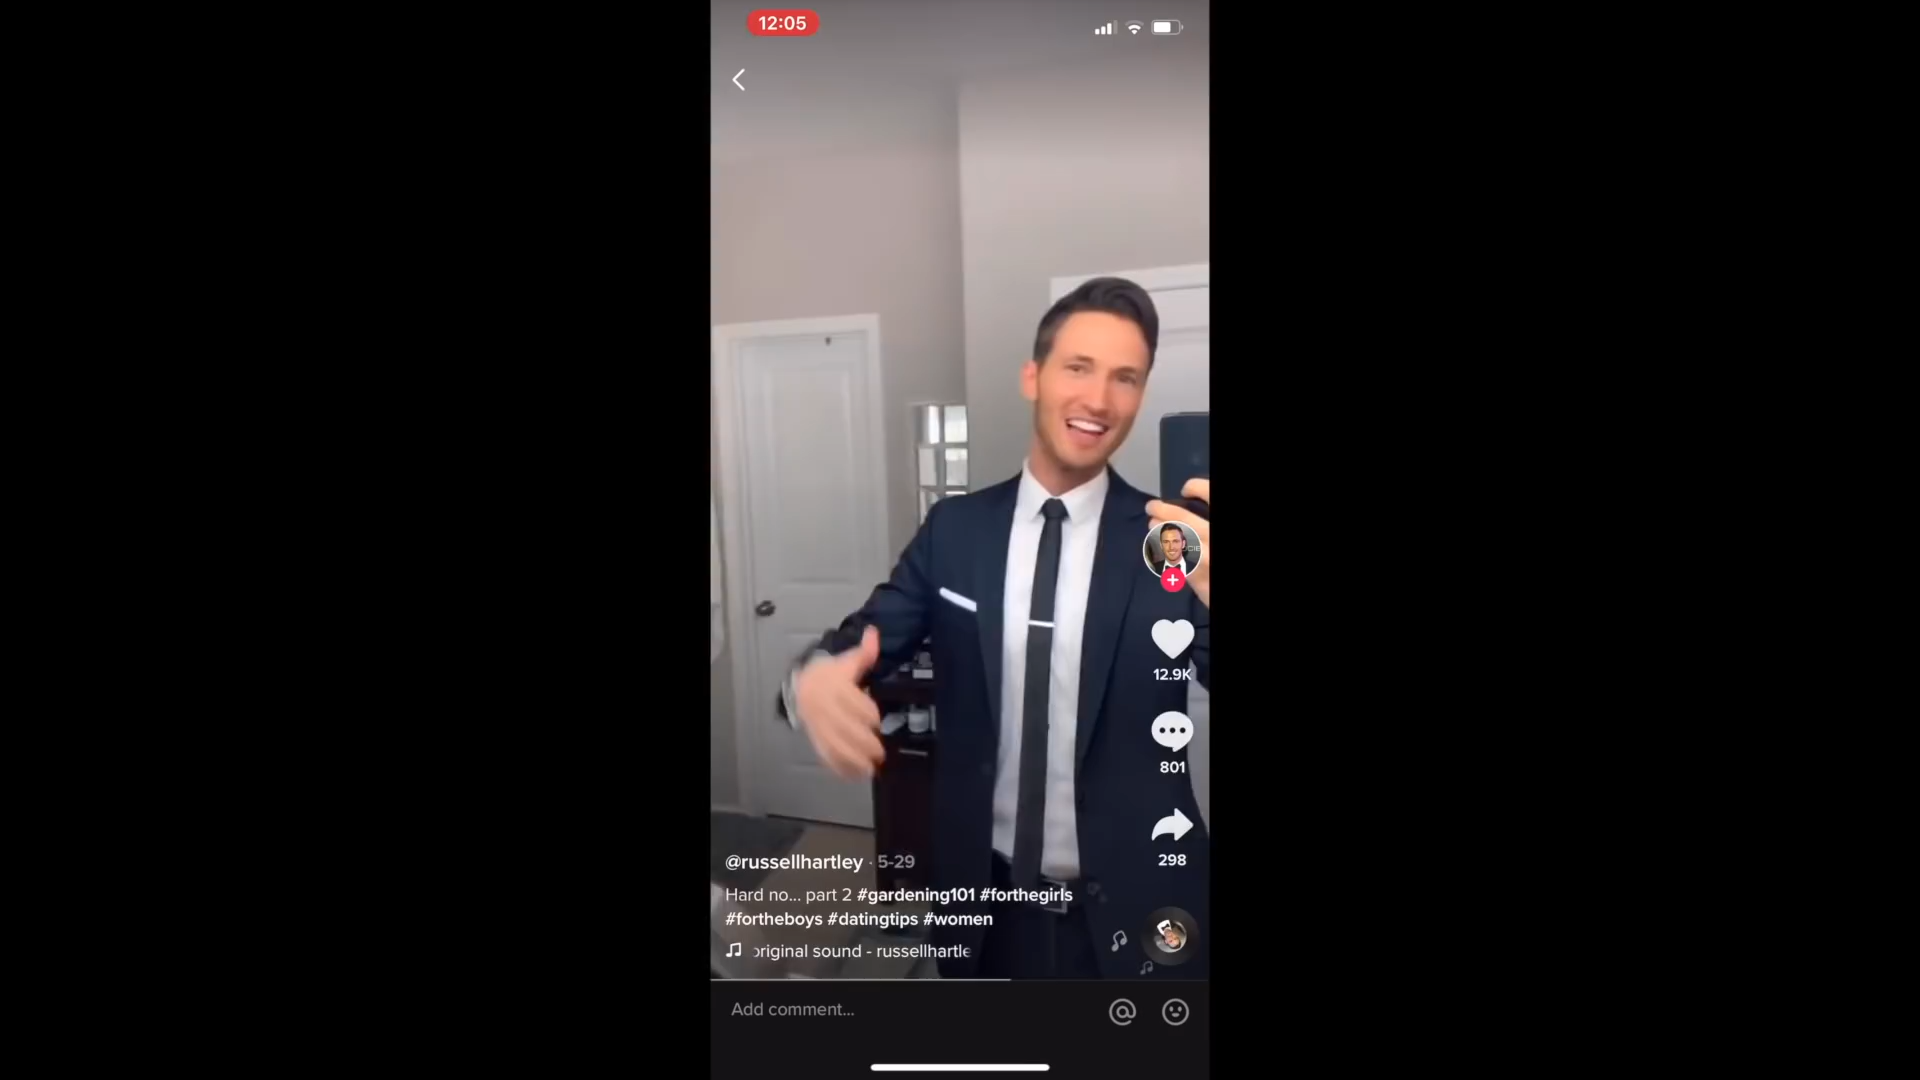 12:05
12.9K
801
298
@russellhartley · 5-29
Hard no... part 2 #gardening101 #forthegirls
#fortheboys #datingtips #women
original sound - russellhartle
Add comment...